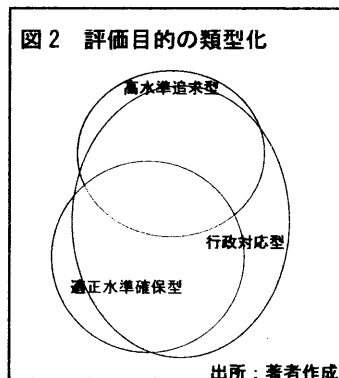 図2 評価目的の類型化
高水準追求型
行政対応型
適正水準確保型
出所：著者作成